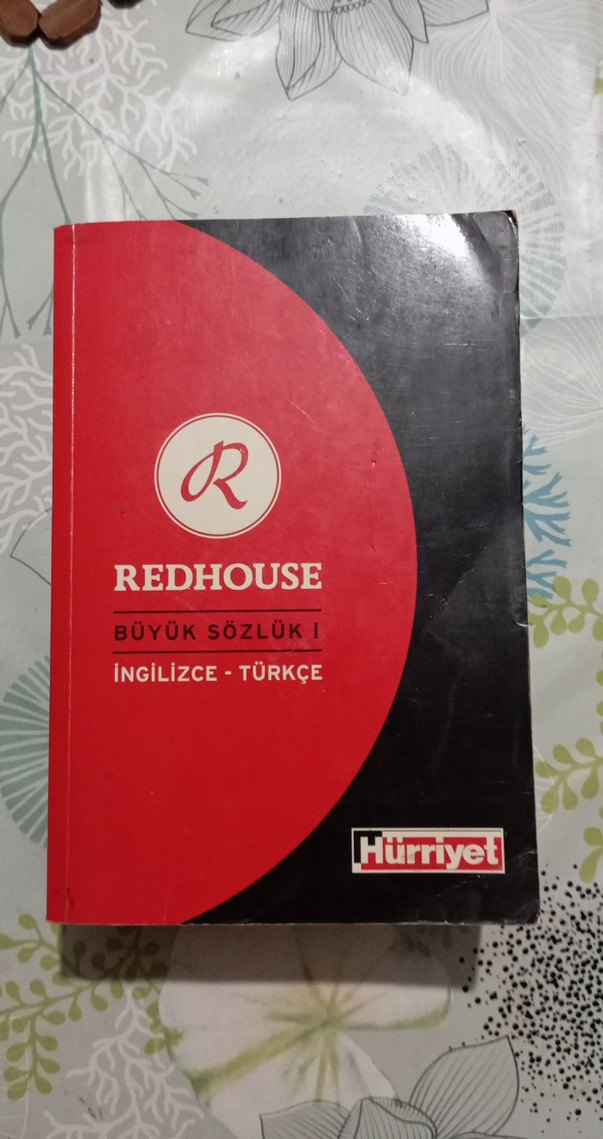 R
REDHOUSE
BÜYÜK SÖZLÜK I
İNGİLİZCE - TÜRKÇE
Hürriyet